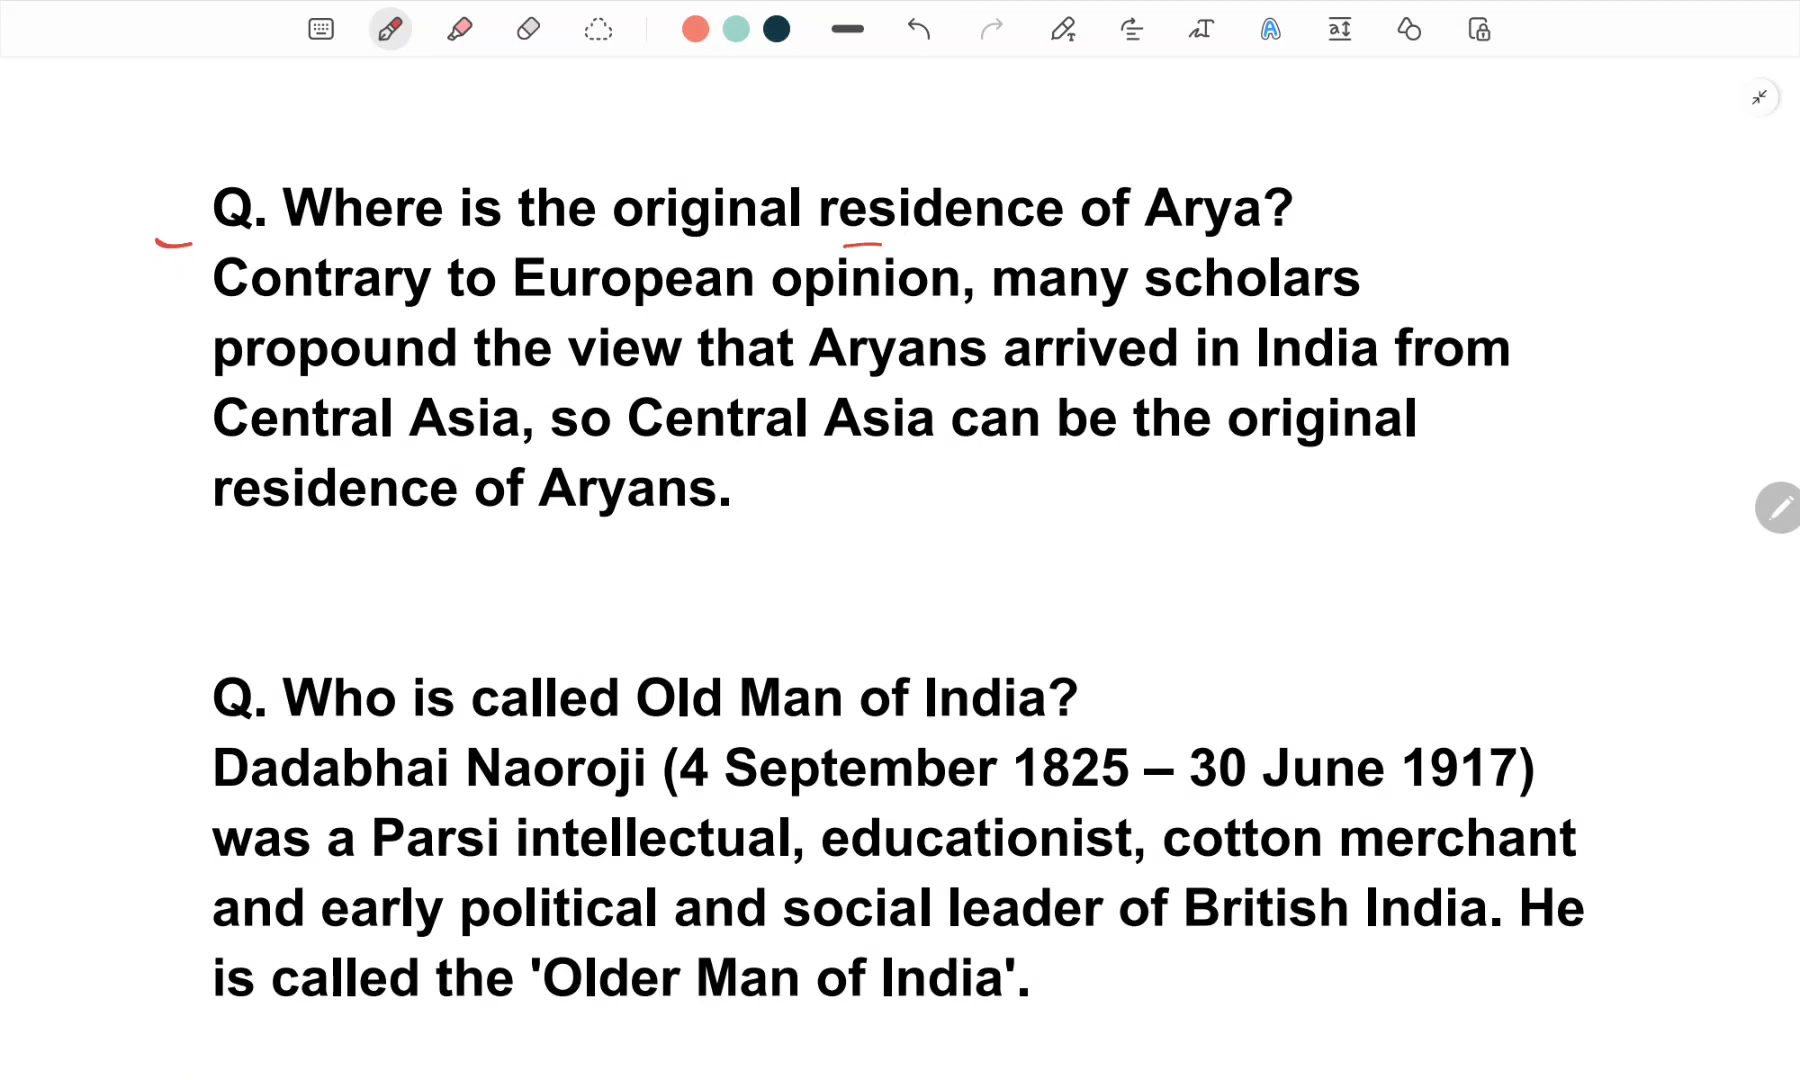 Q. Where is the original residence of Arya?
Contrary to European opinion, many scholars
propound the view that Aryans arrived in India from
Central Asia, so Central Asia can be the original
residence of Aryans.
Q. Who is called Old Man of India?
Dadabhai Naoroji (4 September 1825 – 30 June 1917)
was a Parsi intellectual, educationist, cotton merchant
and early political and social leader of British India. He
is called the 'Older Man of India'.